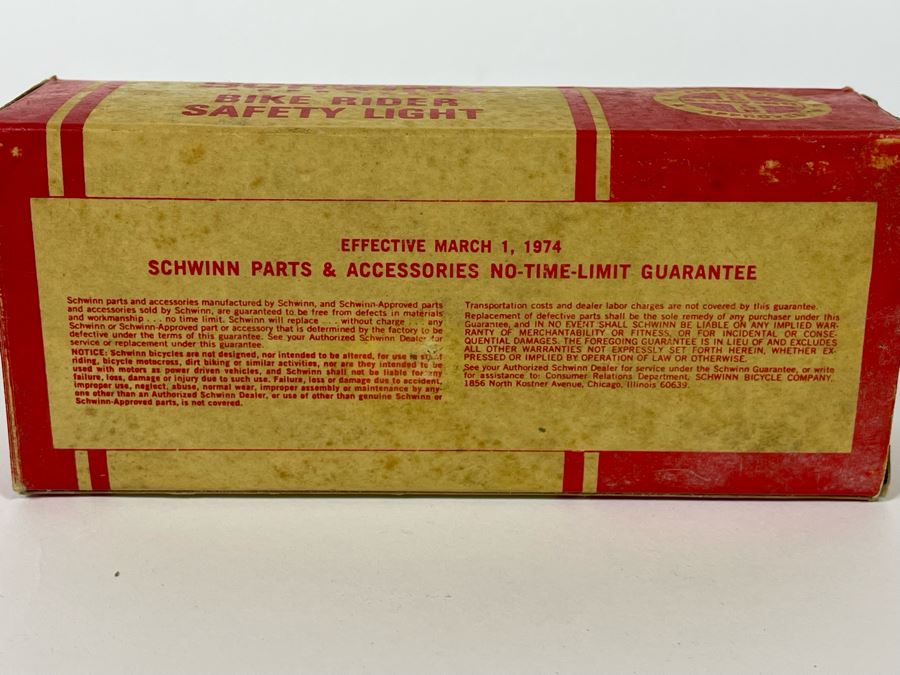 BIKE RIDER
SAFETY LIGHT
APPROVED
EFFECTIVE MARCH 1, 1974
SCHWINN PARTS & ACCESSORIES NO-TIME-LIMIT GUARANTEE
Schwinn parts and accessories manufactured by Schwinn, and Schwinn-Approved parts
and accessories sold by Schwinn, are guaranteed to be free from defects in materials
and workmanship . . . no time limit. Schwinn will replace . . . without charge . . . any
Schwinn or Schwinn-Approved part or accessory that is determined by the factory to be
defective under the terms of this guarantee. See your Authorized Schwinn Dealer for
service or replacement under this guarantee.
NOTICE: Schwinn bicycles are not designed, nor intended to be altered, for use in stunt
riding, bicycle motocross, dirt biking or similar activities, nor are they intended to be
used with motors as power driven vehicles, and Schwinn shall not be liable for any
failure, loss, damage or injury due to such use. Failure, loss or damage due to accident,
improper use, neglect, abuse, normal wear, improper assembly or maintenance by any-
one other than an Authorized Schwinn Dealer, or use of other than genuine Schwinn or
Schwinn-Approved parts, is not covered.
Transportation costs and dealer labor charges are not covered by this guarantee.
Replacement of defective parts shall be the sole remedy of any purchaser under this
Guarantee, and IN NO EVENT SHALL SCHWINN BE LIABLE ON ANY IMPLIED WAR-
RANTY OF MERCHANTABILITY OR FITNESS, OR FOR INCIDENTAL OR CONSE-
QUENTIAL DAMAGES. THE FOREGOING GUARANTEE IS IN LIEU OF AND EXCLUDES
ALL OTHER WARRANTIES NOT EXPRESSLY SET FORTH HEREIN, WHETHER EX-
PRESSED OR IMPLIED BY OPERATION OF LAW OR OTHERWISE.
See your Authorized Schwinn Dealer for service under the Schwinn Guarantee, or write
for assistance to: Consumer Relations Department, SCHWINN BICYCLE COMPANY,
1856 North Kostner Avenue, Chicago, Illinois 60639.